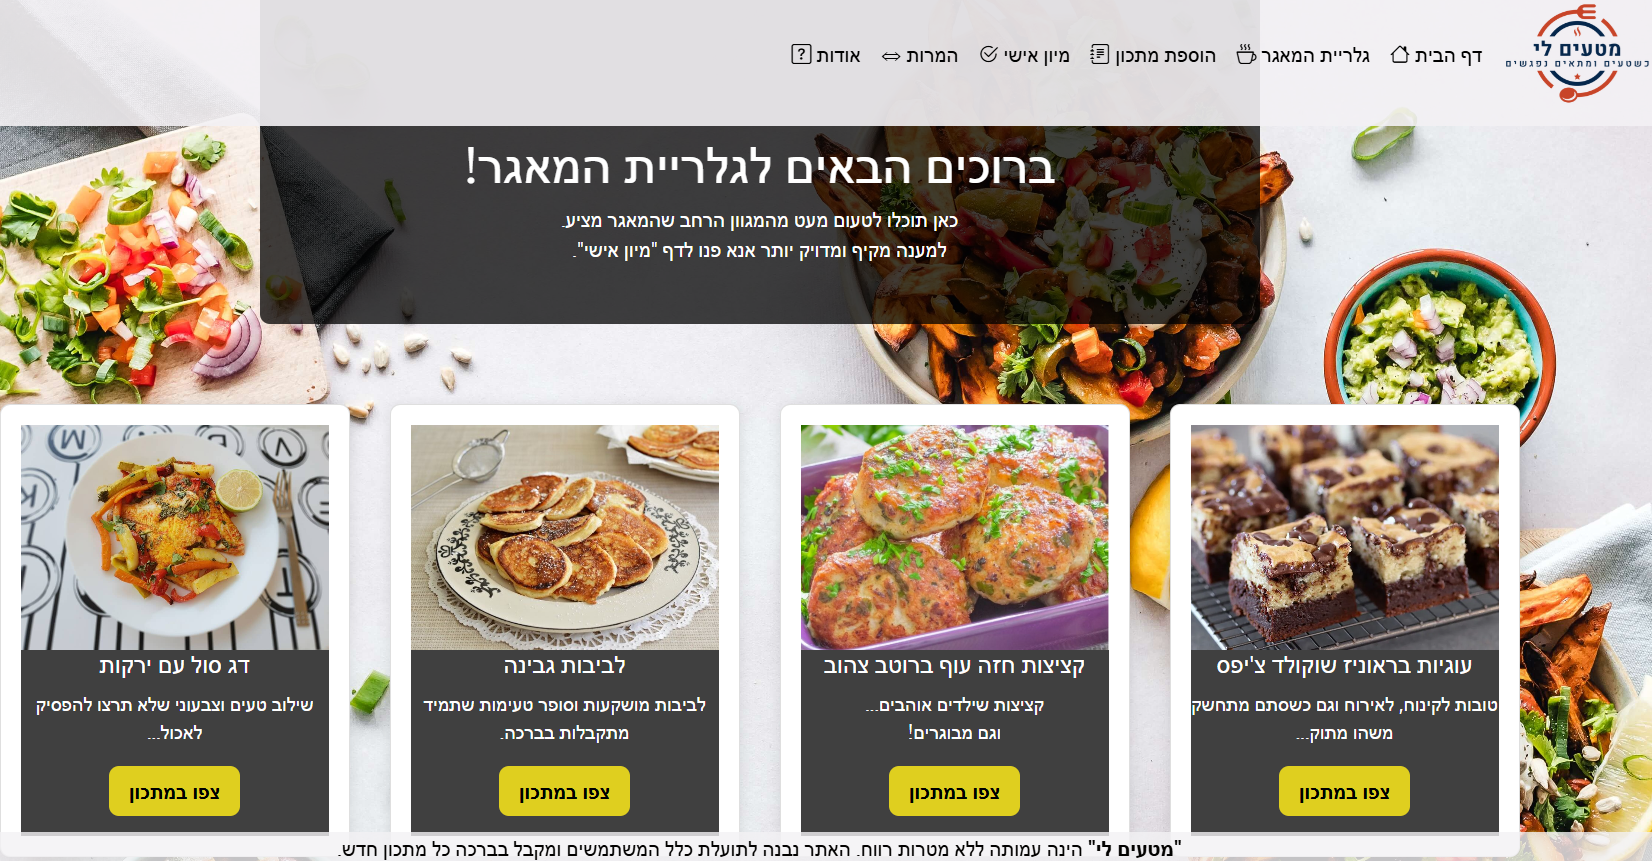 מטעים לי
כשטעים ומתאים נפגשים
דף הבית
גלריית המאגר
הוספת מתכון
מיון אישי
המרות
אודות
ברוכים הבאים לגלריית המאגר!
כאן תוכלו לטעום מעט מהמגוון הרחב שהמאגר מציע.
למענה מקיף ומדויק יותר אנא פנו לדף "מיון אישי".
עוגיות בראוניז שוקולד צ'יפס
טובות לקינוח, לאירוח וגם כשסתם מתחשק
משהו מתוק...
צפו במתכון
קציצות חזה עוף ברוטב צהוב
קציצות שילדים אוהבים...
וגם מבוגרים!
צפו במתכון
לביבות גבינה
לביבות מושקעות וסופר טעימות שתמיד
מתקבלות בברכה.
צפו במתכון
דג סול עם ירקות
שילוב טעים וצבעוני שלא תרצו להפסיק
לאכול...
צפו במתכון
"מטעים לי" הינה עמותה ללא מטרות רווח. האתר נבנה לתועלת כלל המשתמשים ומקבל בברכה כל מתכון חדש.